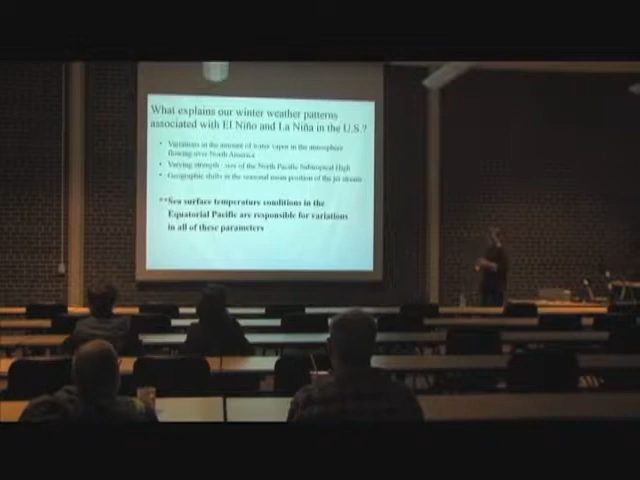 What explains our winter weather patterns
associated with El Niño and La Niña in the U.S.?
• Variations in the amount of water vapor in the atmosphere
flowing over North America
• Varying strength / size of the North Pacific Subtropical High
• Geographic shifts in the seasonal mean position of the jet stream
**Sea surface temperature conditions in the
Equatorial Pacific are responsible for variations
in all of these parameters